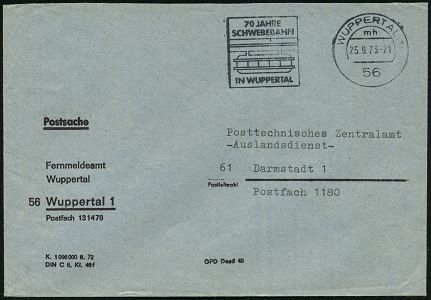 70 JAHRE
SCHWEBEBAHN
IN WUPPERTAL
WUPPERTAL 1
mh
25.9.73-21
56
Postsache
Posttechnisches Zentralamt
-Auslandsdienst-
Fernmeldeamt
Wuppertal
61 Darmstadt 1
Postleitzahl
56 Wuppertal 1
Postfach 131478
Postfach 1180
K. 1096000 6. 72
DIN C 6, Kl. 46f
OPD Dssd 40